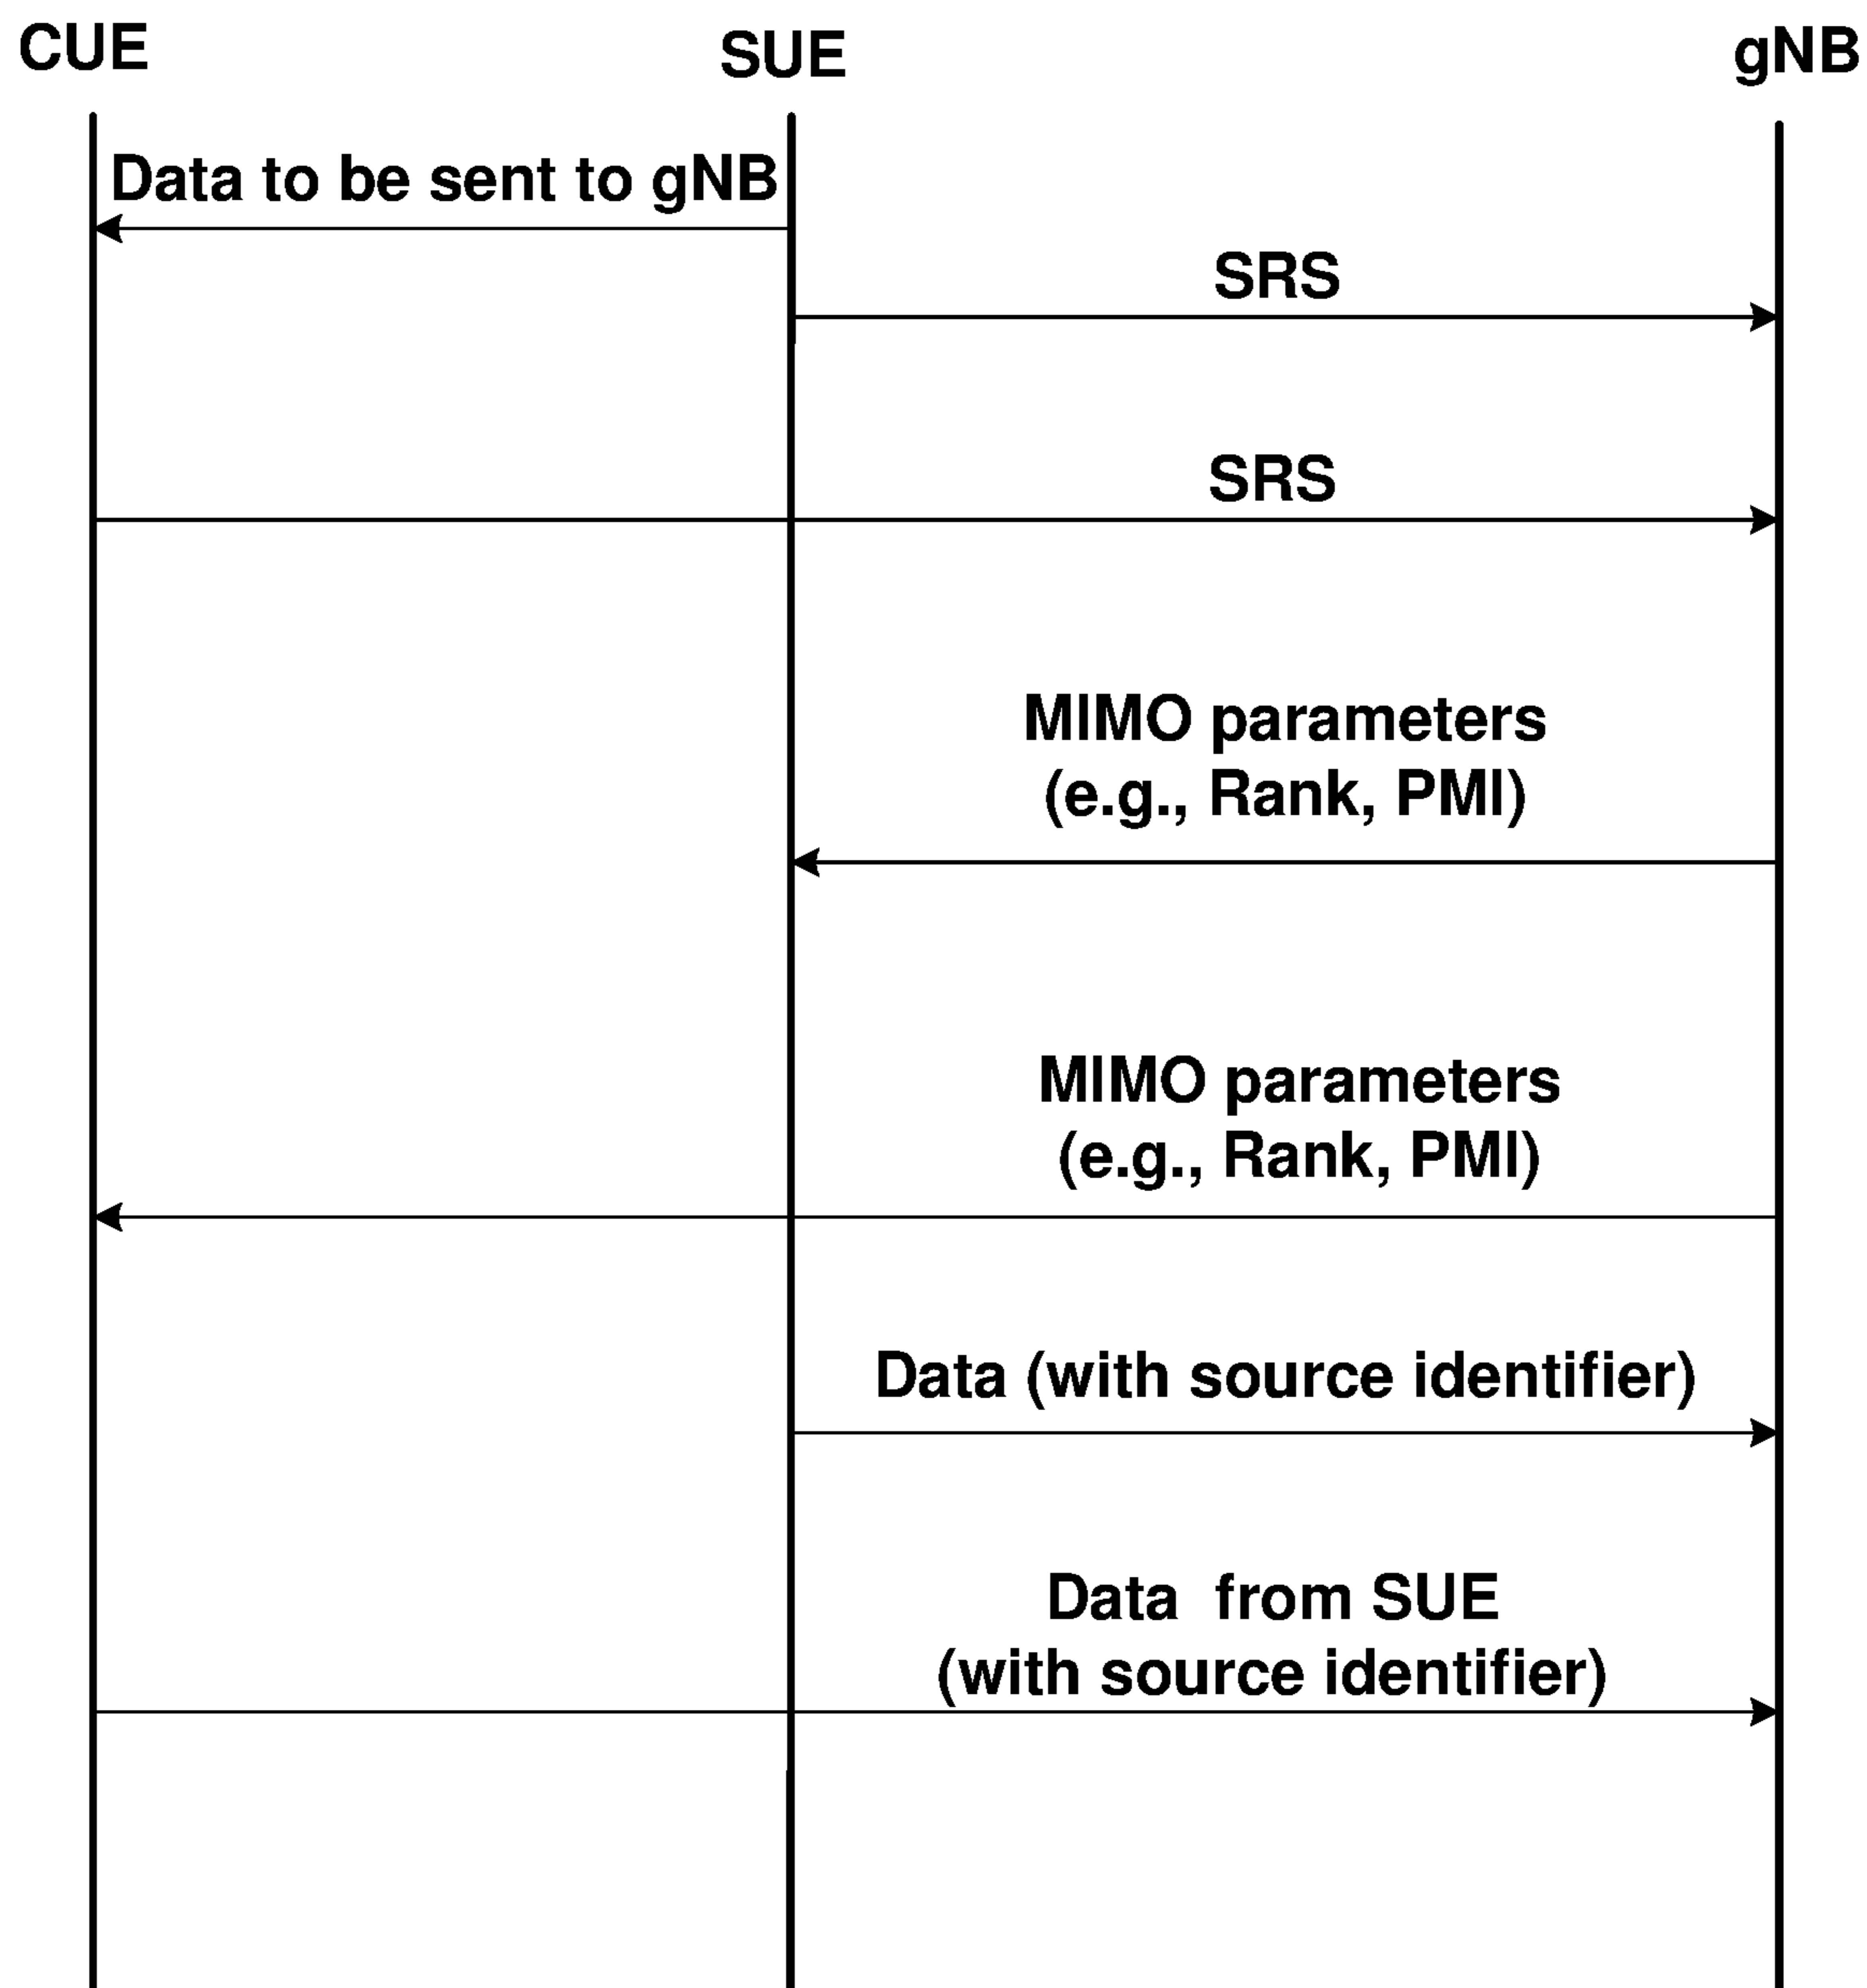 CUE
SUE
gNB
Data to be sent to gNB
SRS
SRS
MIMO parameters
(e.g., Rank, PMI)
MIMO parameters
(e.g., Rank, PMI)
Data (with source identifier)
Data from SUE
(with source identifier)